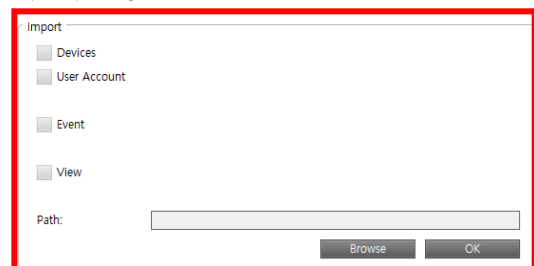 Import
Devices
User Account
Event
View
Path:
Browse OK